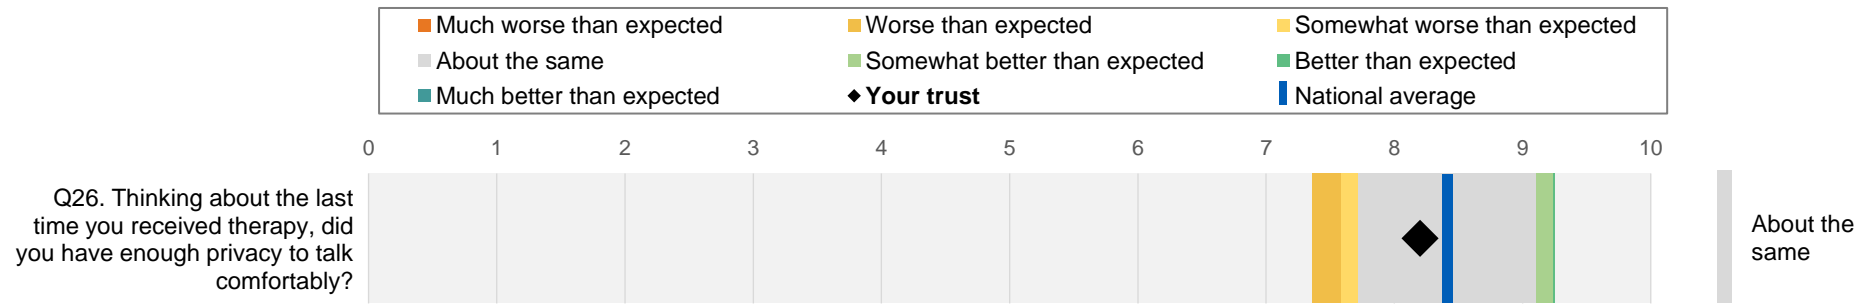 Much worse than expected
Worse than expected
Somewhat worse than expected
About the same
Somewhat better than expected
Better than expected
Much better than expected
Your trust
National average
0 1 2 3 4 5 6 7 8 9 10
Q26. Thinking about the last
time you received therapy, did
you have enough privacy to talk
comfortably?
About the
same